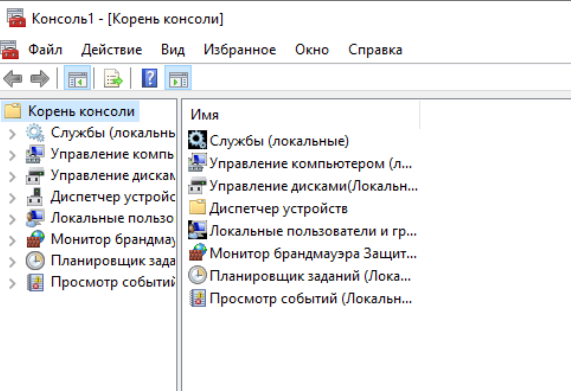 Консоль1 - [Корень консоли]
Файл Действие Вид Избранное Окно Справка
Корень консоли
Службы (локальнь
Управление компь
Управление дискам
Диспетчер устройс
Локальные пользо
Монитор брандмау
Планировщик зада
Просмотр событий
Имя
Службы (локальные)
Управление компьютером (л...
Управление дисками(Локальн...
Диспетчер устройств
Локальные пользователи и гр...
Монитор брандмауэра Защит...
Планировщик заданий (Лока...
Просмотр событий (Локальн...